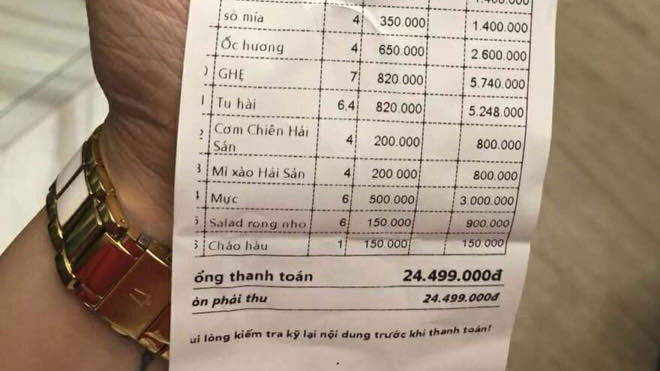 sò mía 4 350.000 1.400.000
Ốc hương 4 650.000 2.600.000
GHẸ 7 820.000 5.740.000
1 Tu hài 6,4 820.000 5.248.000
2 Cơm Chiên Hải Sản 4 200.000 800.000
3 Mì xào Hải Sản 4 200.000 800.000
Mực 6 500.000 3.000.000
5 Salad rong nho 6 150.000 900.000
Cháo hàu 1 150.000 150.000
ổng thanh toán 24.499.000đ
òn phải thu 24.499.000đ
ui lòng kiểm tra kỹ lại nội dung trước khi thanh toán!